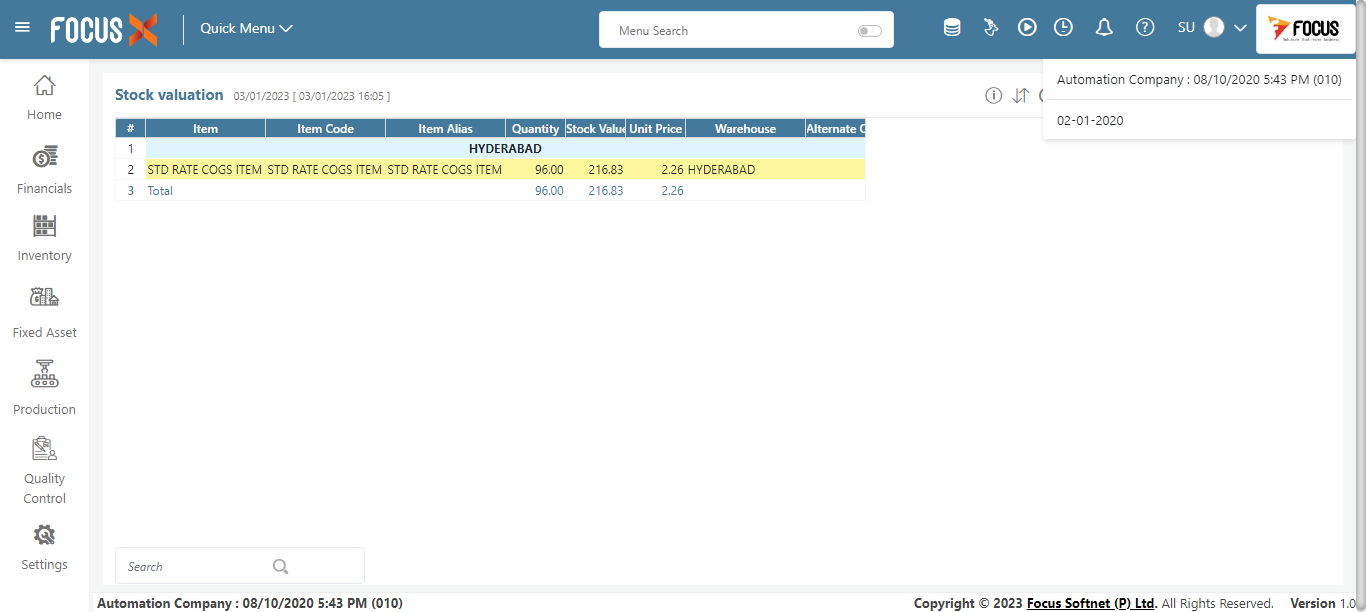 FOCUS X
Quick Menu
Menu Search
SU
FOCUS
Automation Company : 08/10/2020 5:43 PM (010)
02-01-2020
Home
Financials
Inventory
Fixed Asset
Production
Quality
Control
Settings
Stock valuation 03/01/2023 [ 03/01/2023 16:05 ]
# Item Item Code Item Alias Quantity Stock Value Unit Price Warehouse Alternate
1 HYDERABAD
2 STD RATE COGS ITEM STD RATE COGS ITEM STD RATE COGS ITEM 96.00 216.83 2.26 HYDERABAD
3 Total 96.00 216.83 2.26
Search
Automation Company : 08/10/2020 5:43 PM (010)
Copyright © 2023 Focus Softnet (P) Ltd. All Rights Reserved. Version 1.0